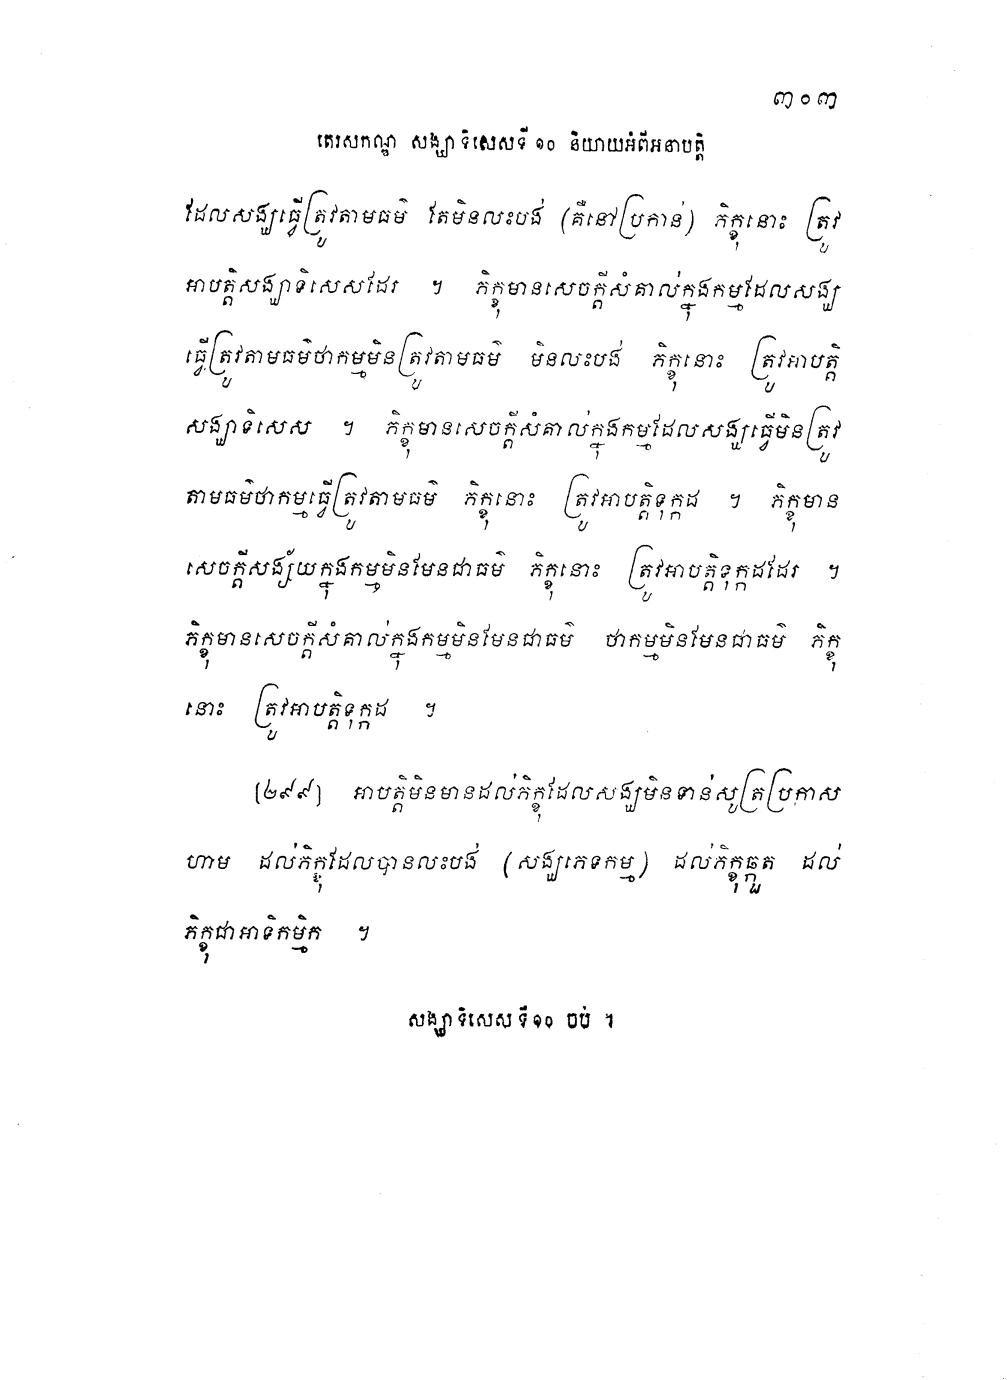 ៣០៣
តេរសកណ្ឌ សង្ឃាទិសេសទី ១០ និយាយអំពីអនាបត្តិ
ដែលសង្ឃធ្វើត្រូវតាមធម៌ តែមិនលះបង់ (គឺនៅប្រកាន់) ភិក្ខុនោះ ត្រូវ
អាបត្តិសង្ឃាទិសេសដែរ ។ ភិក្ខុមានសេចក្តីសំគាល់ក្នុងកម្មដែលសង្ឃ
ធ្វើត្រូវតាមធម៌ថាកម្មមិនត្រូវតាមធម៌ មិនលះបង់ ភិក្ខុនោះ ត្រូវអាបត្តិ
សង្ឃាទិសេស ។ ភិក្ខុមានសេចក្តីសំគាល់ក្នុងកម្មដែលសង្ឃធ្វើមិនត្រូវ
តាមធម៌ថាកម្មធ្វើត្រូវតាមធម៌ ភិក្ខុនោះ ត្រូវអាបត្តិទុក្កដ ។ ភិក្ខុមាន
សេចក្តីសង្ស័យក្នុងកម្មមិនមែនជាធម៌ ភិក្ខុនោះ ត្រូវអាបត្តិទុក្កដដែរ ។
ភិក្ខុមានសេចក្តីសំគាល់ក្នុងកម្មមិនមែនជាធម៌ ថាកម្មមិនមែនជាធម៌ ភិក្ខុ
នោះ ត្រូវអាបត្តិទុក្កដ ។
(២៩៩) អាបត្តិមិនមានដល់ភិក្ខុដែលសង្ឃមិនទាន់សូត្រប្រកាស
ហាម ដល់ភិក្ខុដែលបានលះបង់ (សង្ឃភេទកម្ម) ដល់ភិក្ខុឆ្កួត ដល់
ភិក្ខុជាអាទិកម្មិក ។
សង្ឃាទិសេសទី១០ ចប់ ។